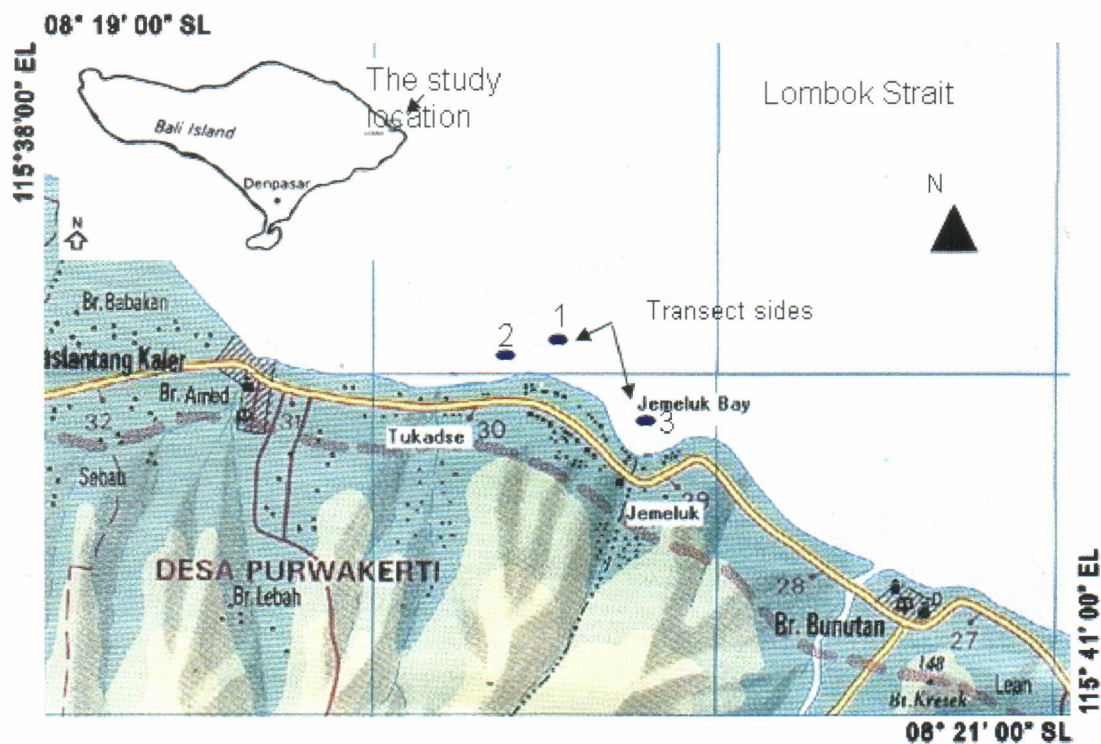 08° 19' 00" SL
115°38'00" EL
The study
location
Bali Island
Denpasar
N
Lombok Strait
N
Transect sides
1
2
3
Jemeluk Bay
Br. Babakan
aslantang Kaler
Br. Amed
32
31
30
Tukadse
Sebah
29
Jemeluk
DESA PURWAKERTI
Br. Lebah
28
Br. Bunutan
27
148
Br. Kresek
Lean
115° 41' 00" EL
08° 21' 00" SL